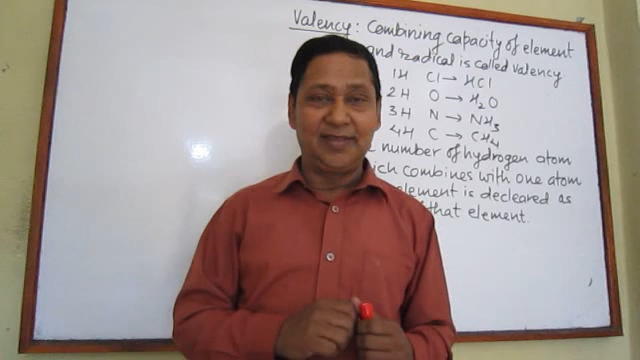 Valency: Combining capacity of element
and radical is called valency
1H Cl → HCl
2H O → H₂O
3H N → NH₃
4H C → CH₄
number of hydrogen atom
combines with one atom
element is decleared as
that element.